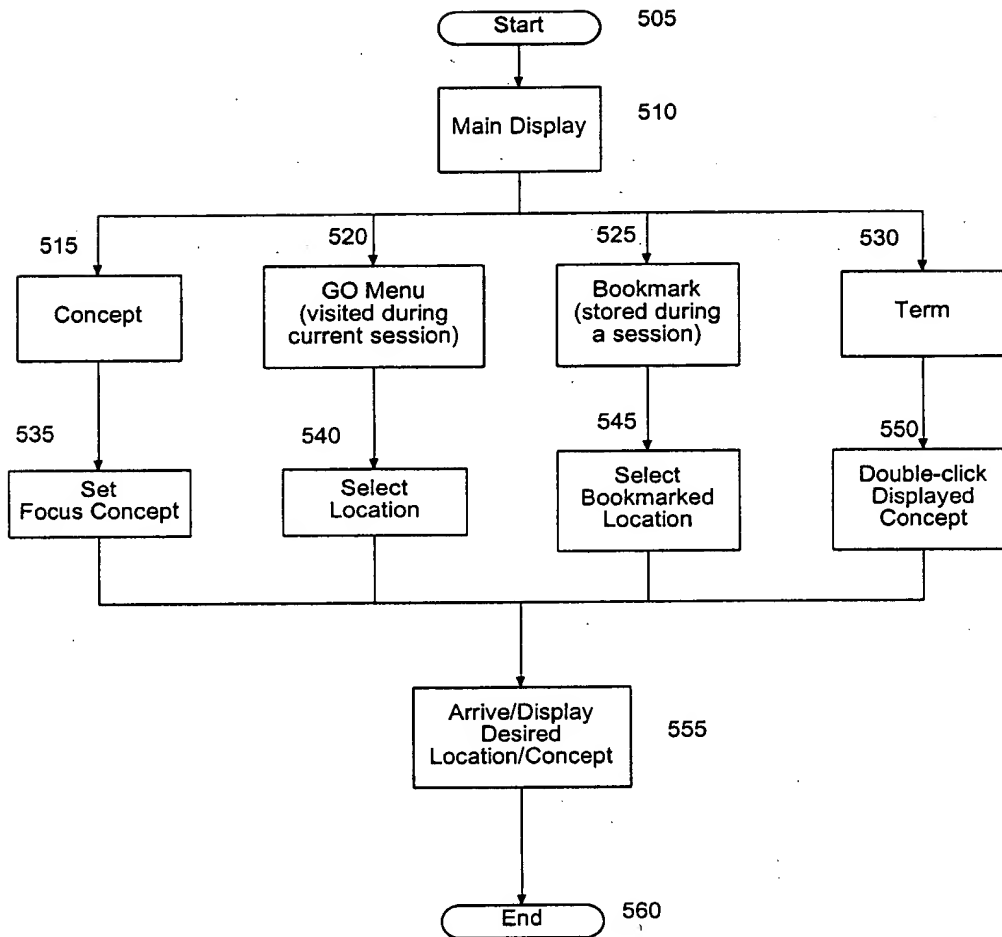 Start
505
Main Display
510
515
520
525
530
Concept
GO Menu
(visited during
current session)
Bookmark
(stored during
a session)
Term
535
540
545
550
Set
Focus Concept
Select
Location
Select
Bookmarked
Location
Double-click
Displayed
Concept
Arrive/Display
Desired
Location/Concept
555
End
560